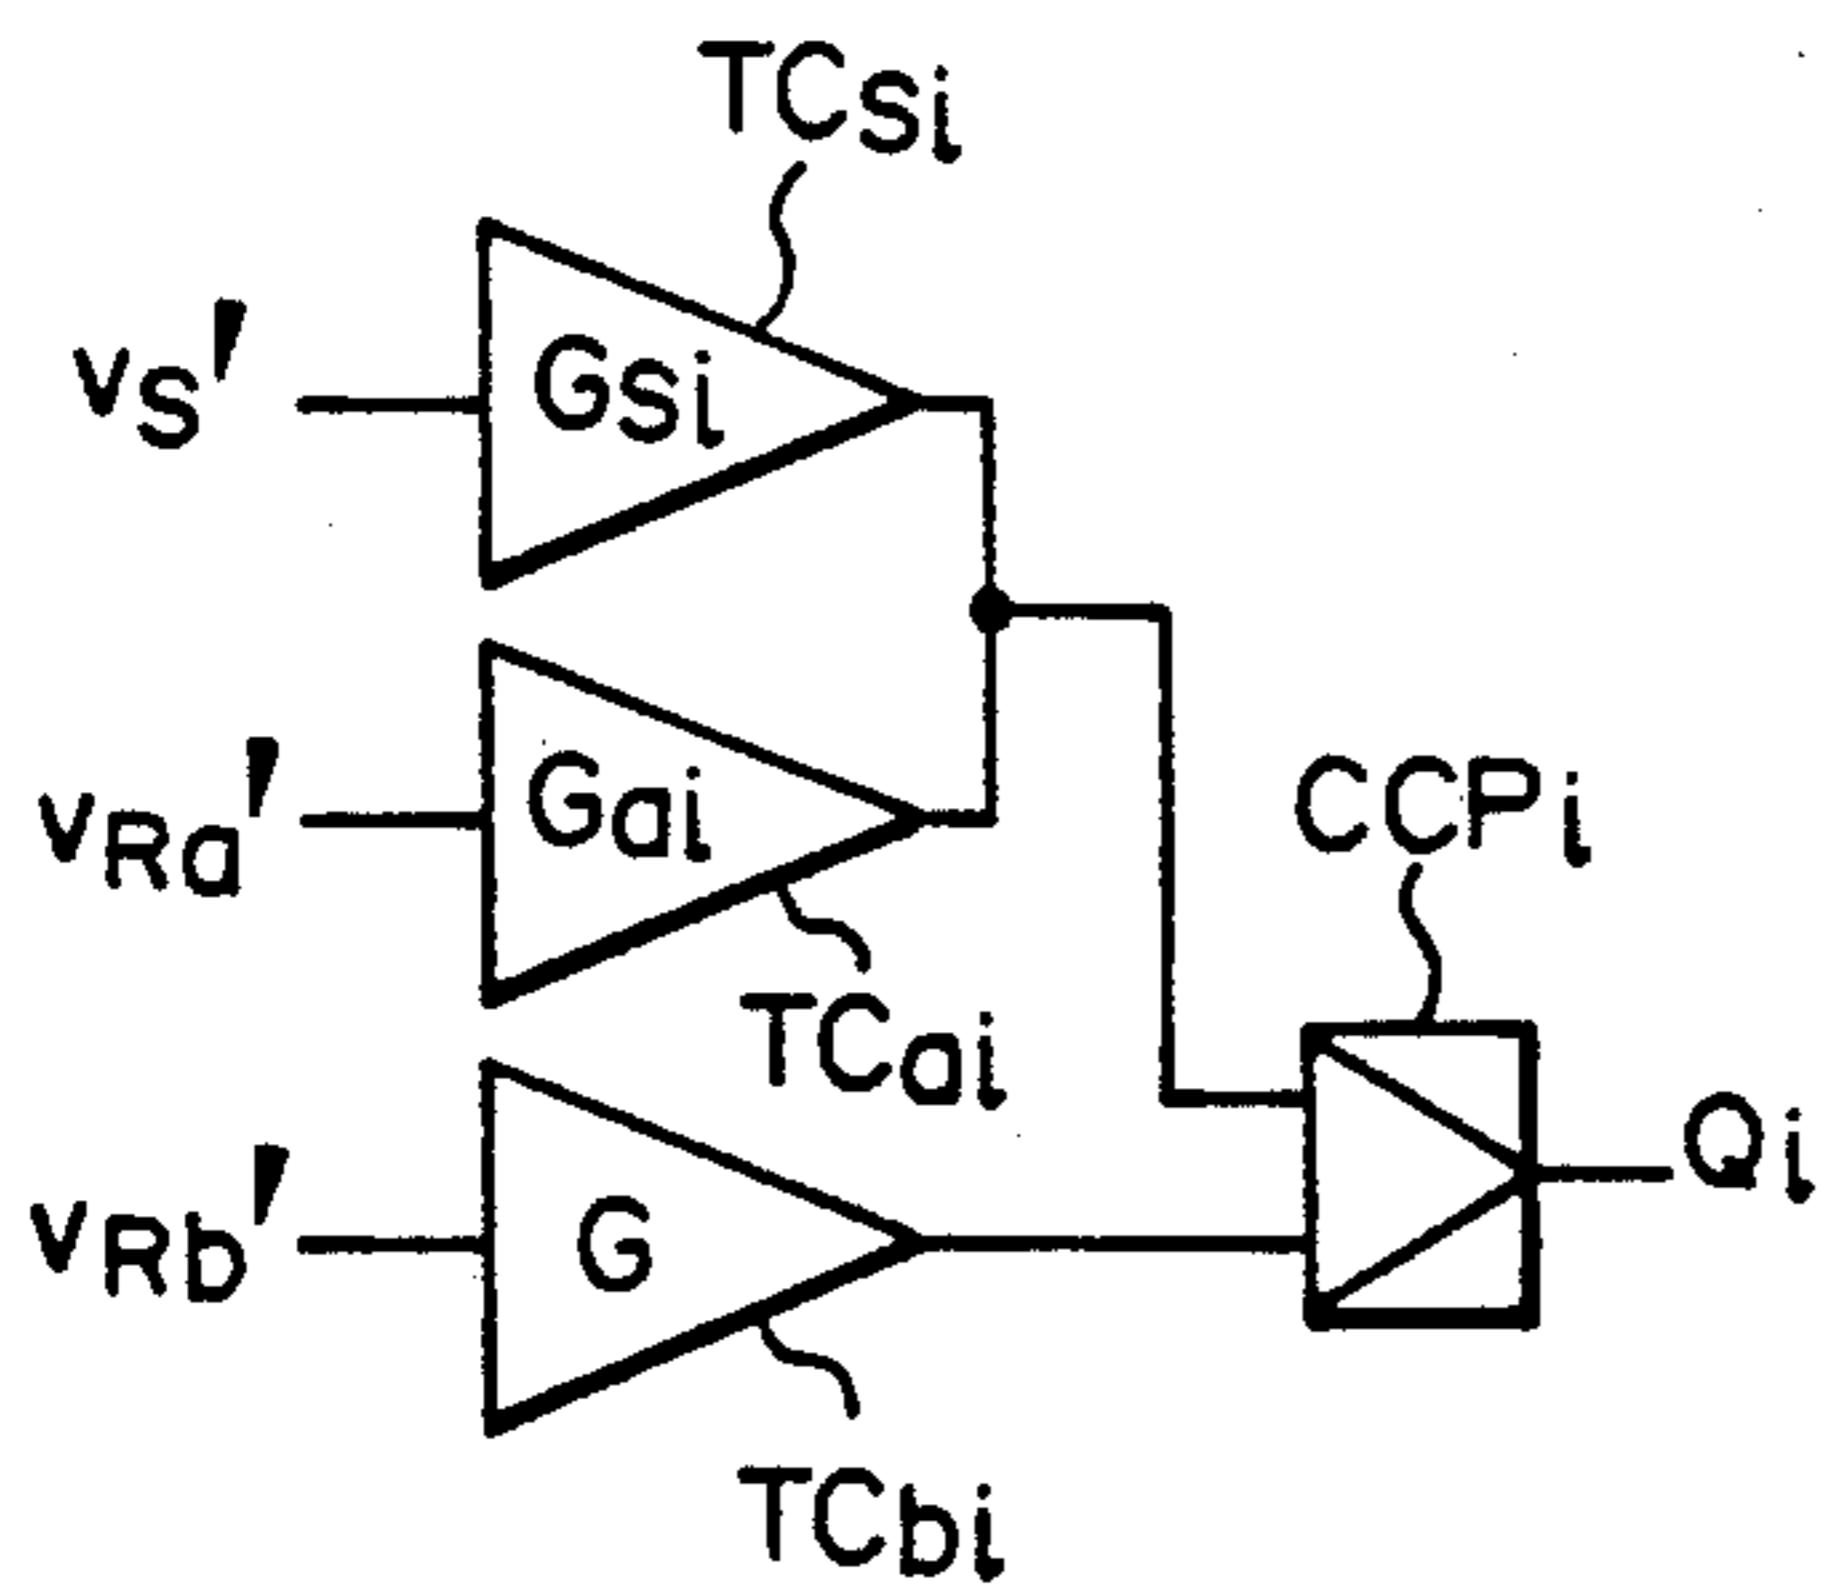 TCSi
vS'
GSi
vRa'
Gai
CCPi
TCai
Qi
vRb'
G
TCbi